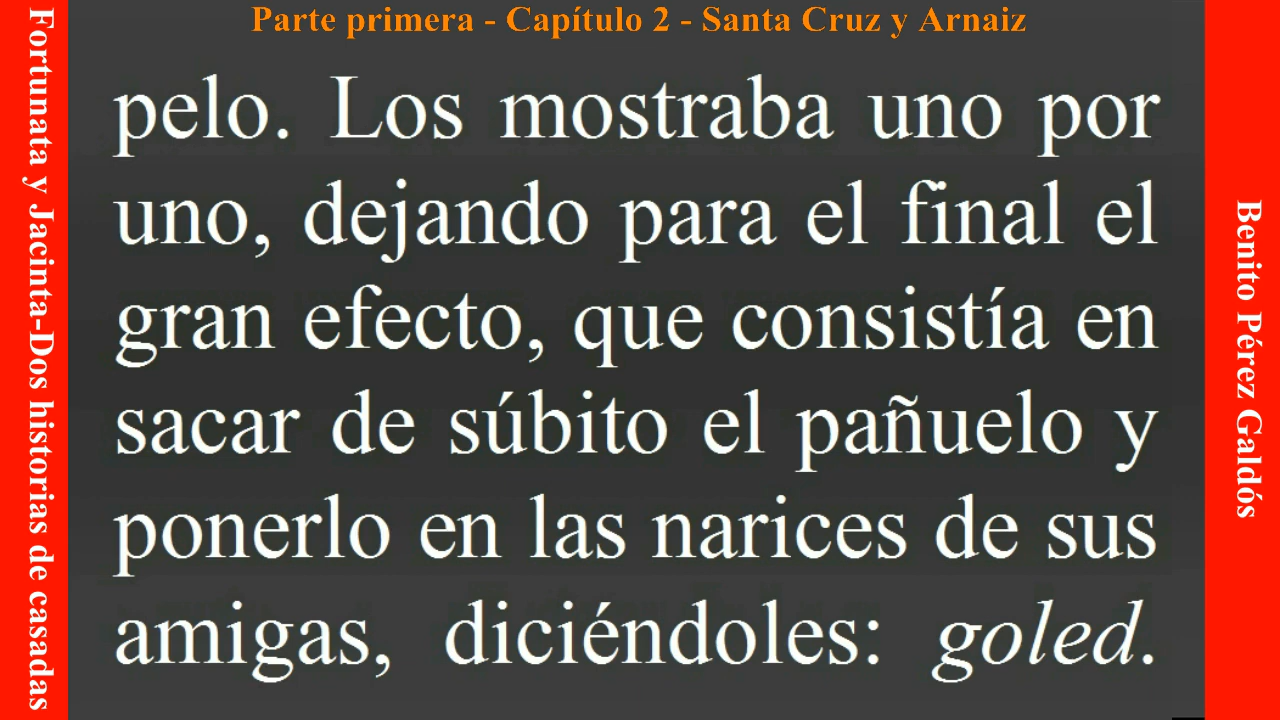 Parte primera - Capítulo 2 - Santa Cruz y Arnaiz
Fortunata y Jacinta-Dos historias de casadas
pelo. Los mostraba uno por
uno, dejando para el final el
gran efecto, que consistía en
sacar de súbito el pañuelo y
ponerlo en las narices de sus
amigas, diciéndoles: goled.
Benito Pérez Galdós